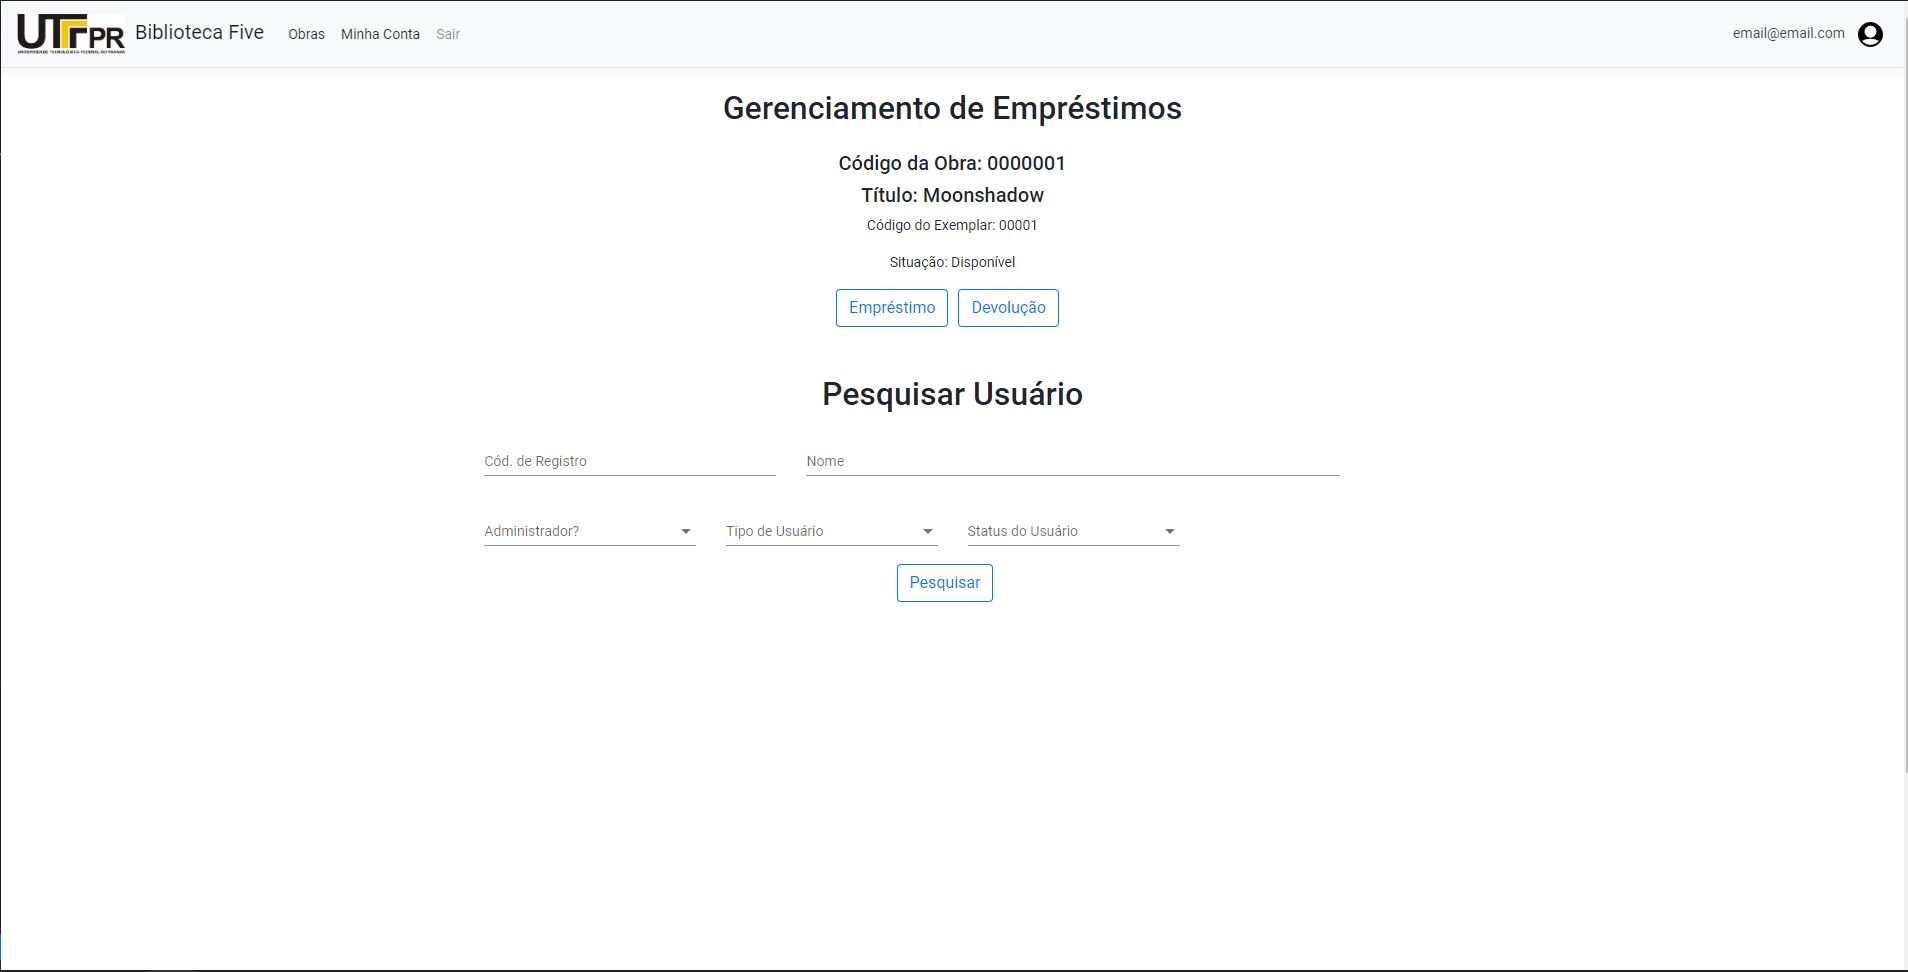 UTFPR
UNIVERSIDADE TECNOLÓGICA FEDERAL DO PARANÁ
Biblioteca Five
Obras
Minha Conta
Sair
email@email.com
Gerenciamento de Empréstimos
Código da Obra: 0000001
Título: Moonshadow
Código do Exemplar: 00001
Situação: Disponível
Empréstimo
Devolução
Pesquisar Usuário
Cód. de Registro
Nome
Administrador?
Tipo de Usuário
Status do Usuário
Pesquisar